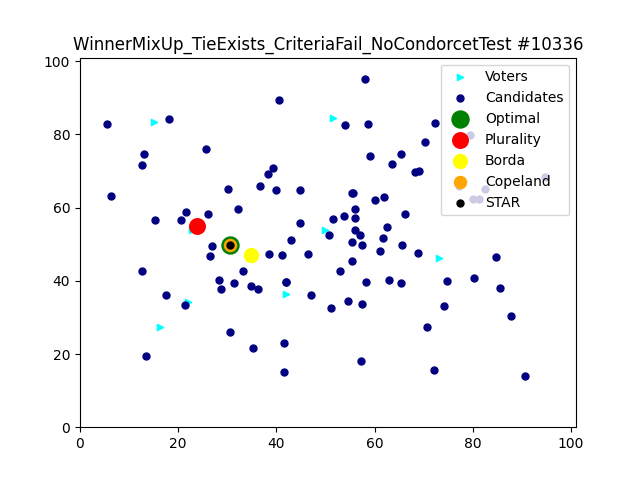 WinnerMixUp_TieExists_CriteriaFail_NoCondorcetTest #10336
100
80
60
40
20
0
0 20 40 60 80 100
Voters
Candidates
Optimal
Plurality
Borda
Copeland
STAR